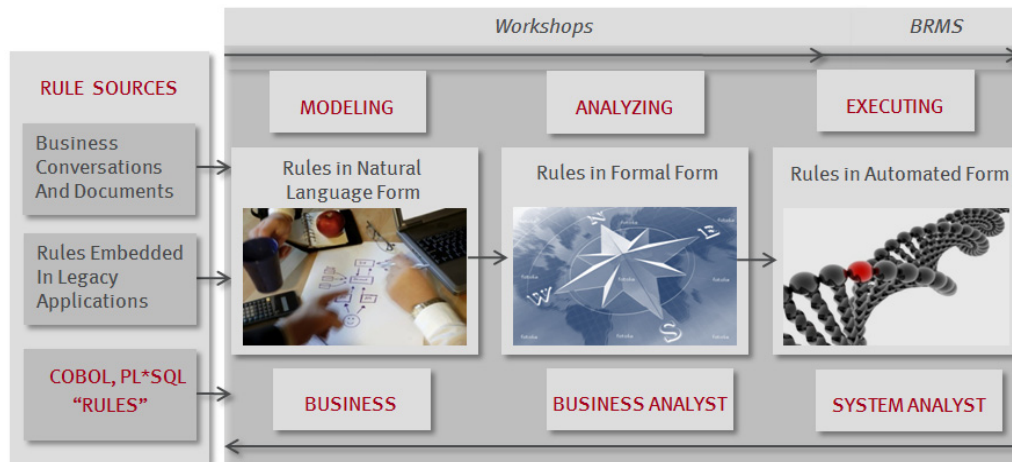 Workshops
BRMS
RULE SOURCES
MODELING
ANALYZING
EXECUTING
Business
Conversations
And Documents
Rules in Natural
Language Form
Rules in Formal Form
Rules in Automated Form
Rules Embedded
In Legacy
Applications
N
E
W
S
COBOL, PL*SQL
“RULES”
BUSINESS
BUSINESS ANALYST
SYSTEM ANALYST